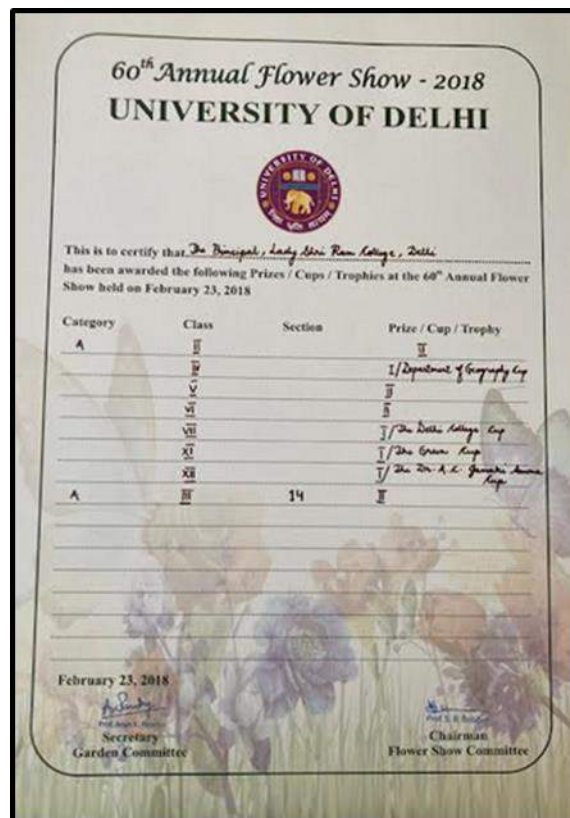 60th Annual Flower Show - 2018
UNIVERSITY OF DELHI
UNIVERSITY OF DELHI
This is to certify that The Principal, Lady Shri Ram College, Delhi
has been awarded the following Prizes / Cups / Trophies at the 60th Annual Flower
Show held on February 23, 2018
Category Class Section Prize / Cup / Trophy
A III II
I/Department of Geography Cup
V II
VI II
VII I/The Delhi College Cup
XI I/The Green Cup
XII I/The Dr. Cup
A III 14 II
February 23, 2018
Secretary Chairman
Garden Committee Flower Show Committee